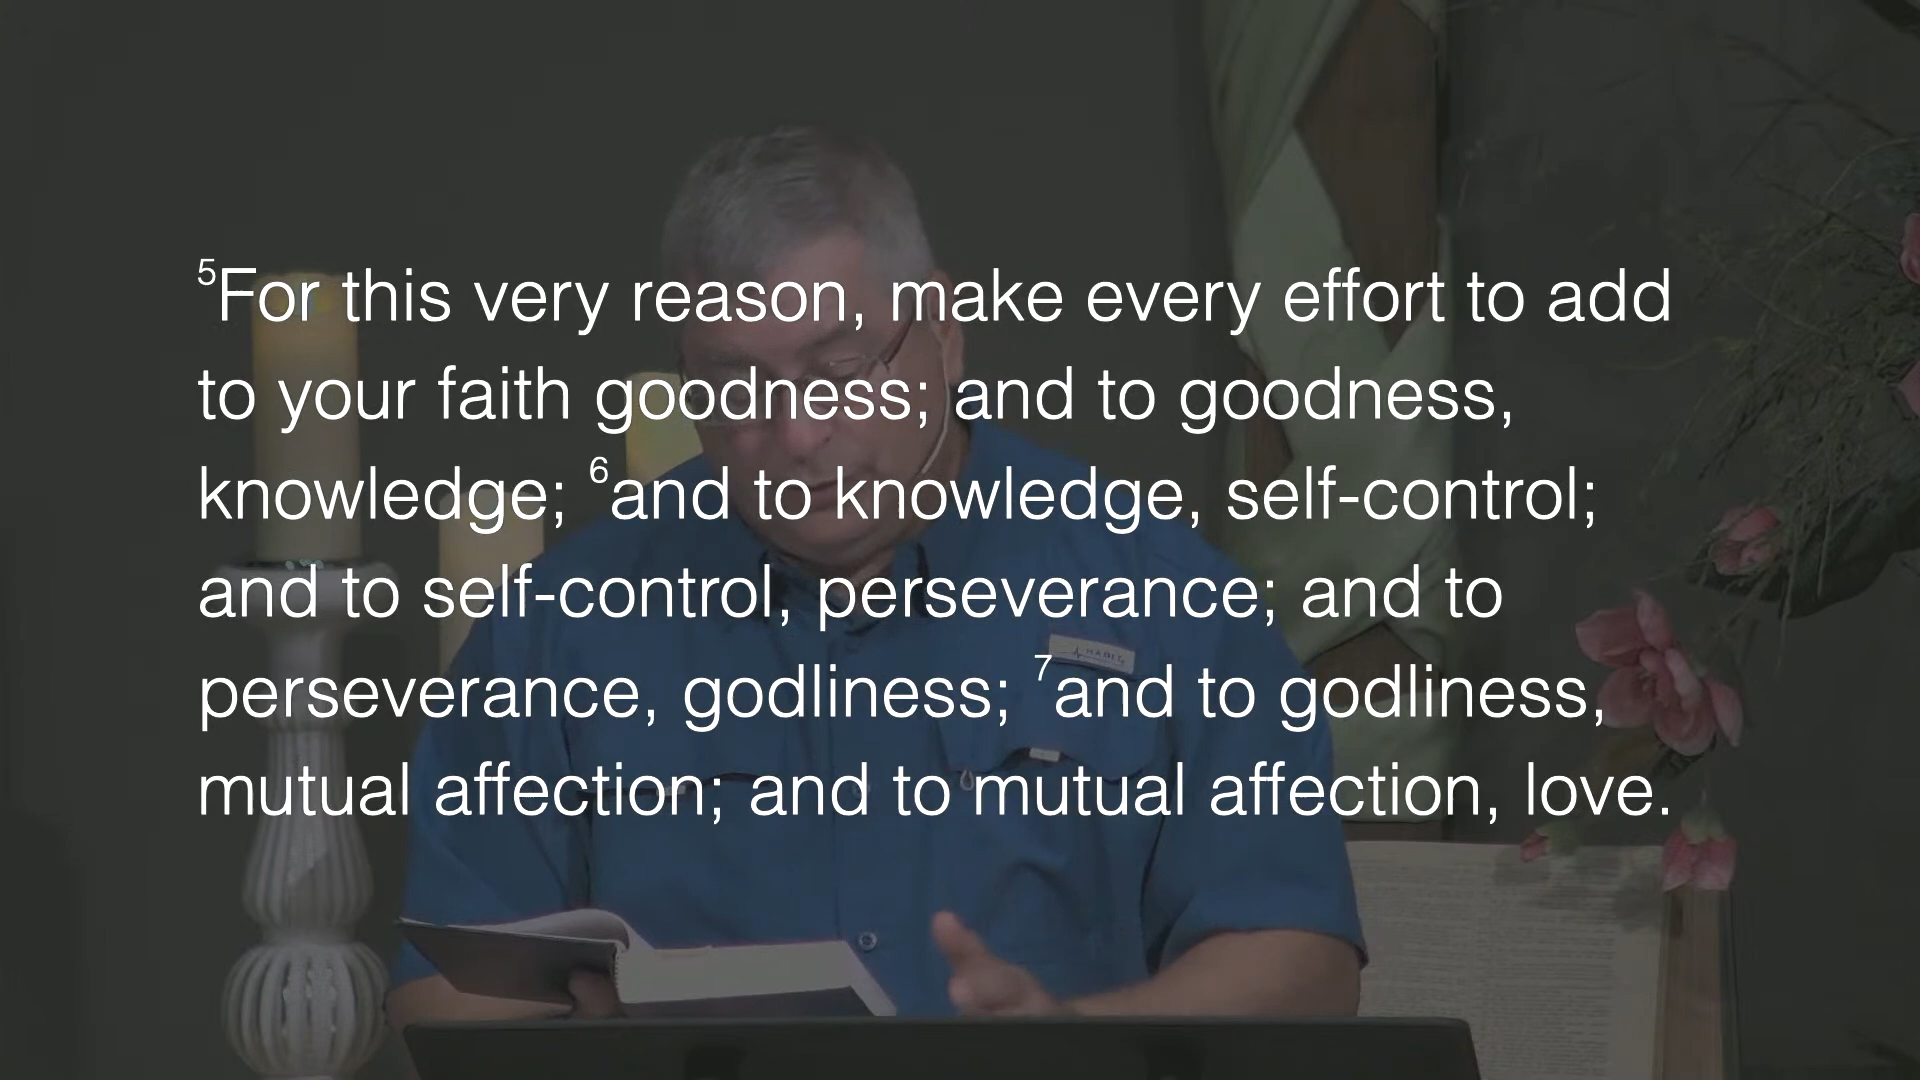 ⁵For this very reason, make every effort to add
to your faith goodness; and to goodness,
knowledge; ⁶and to knowledge, self-control;
and to self-control, perseverance; and to
perseverance, godliness; ⁷and to godliness,
mutual affection; and to mutual affection, love.